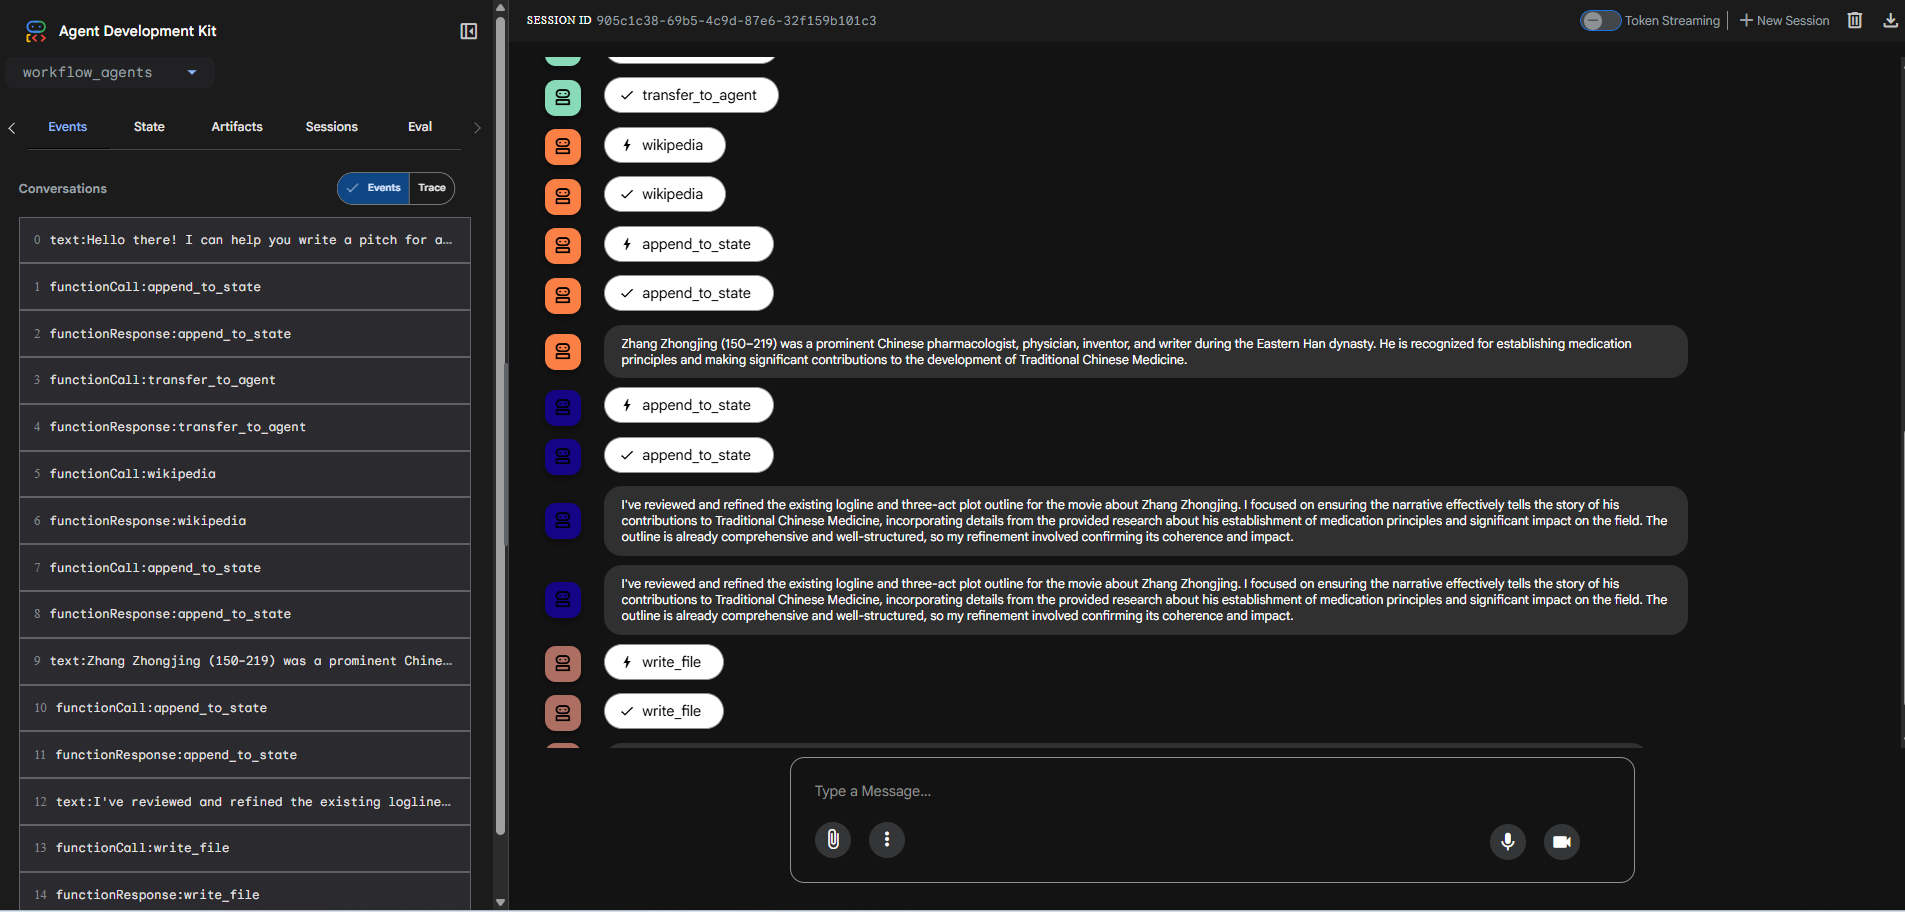 Agent Development Kit
workflow_agents
Events
State
Artifacts
Sessions
Eval
Conversations
Events
Trace
0 text:Hello there! I can help you write a pitch for a…
1 functionCall:append_to_state
2 functionResponse:append_to_state
3 functionCall:transfer_to_agent
4 functionResponse:transfer_to_agent
5 functionCall:wikipedia
6 functionResponse:wikipedia
7 functionCall:append_to_state
8 functionResponse:append_to_state
9 text:Zhang Zhongjing (150–219) was a prominent Chine…
10 functionCall:append_to_state
11 functionResponse:append_to_state
12 text:I've reviewed and refined the existing logline…
13 functionCall:write_file
14 functionResponse:write_file
SESSION ID 905c1c38-69b5-4c9d-87e6-32f159b101c3
Token Streaming
New Session
transfer_to_agent
wikipedia
wikipedia
append_to_state
append_to_state
Zhang Zhongjing (150–219) was a prominent Chinese pharmacologist, physician, inventor, and writer during the Eastern Han dynasty. He is recognized for establishing medication
principles and making significant contributions to the development of Traditional Chinese Medicine.
append_to_state
append_to_state
I've reviewed and refined the existing logline and three-act plot outline for the movie about Zhang Zhongjing. I focused on ensuring the narrative effectively tells the story of his
contributions to Traditional Chinese Medicine, incorporating details from the provided research about his establishment of medication principles and significant impact on the field. The
outline is already comprehensive and well-structured, so my refinement involved confirming its coherence and impact.
I've reviewed and refined the existing logline and three-act plot outline for the movie about Zhang Zhongjing. I focused on ensuring the narrative effectively tells the story of his
contributions to Traditional Chinese Medicine, incorporating details from the provided research about his establishment of medication principles and significant impact on the field. The
outline is already comprehensive and well-structured, so my refinement involved confirming its coherence and impact.
write_file
write_file
Type a Message...